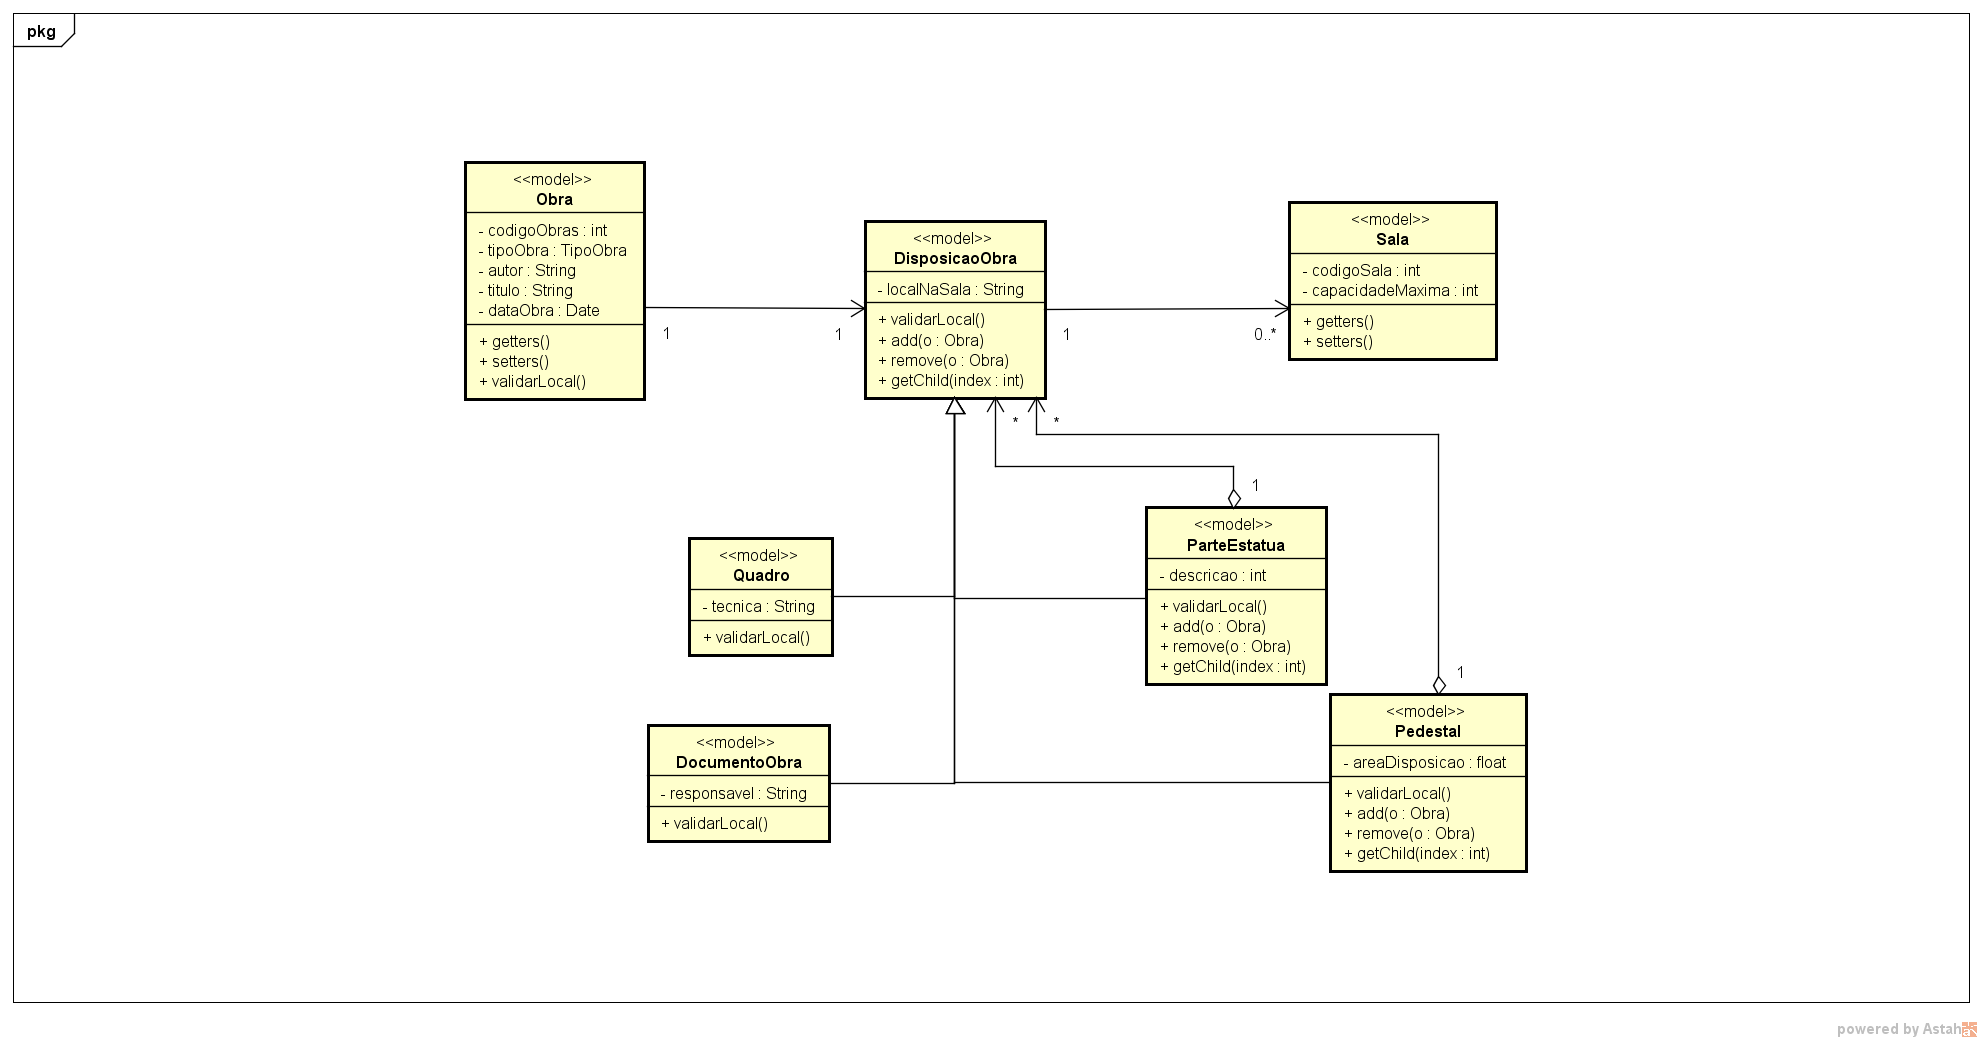 pkg
<<model>>
Obra
- codigoObras : int
- tipoObra : TipoObra
- autor : String
- titulo : String
- dataObra : Date
+ getters()
+ setters()
+ validarLocal()
1
1
<<model>>
DisposicaoObra
- localNaSala : String
+ validarLocal()
+ add(o : Obra)
+ remove(o : Obra)
+ getChild(index : int)
1
0..*
<<model>>
Sala
- codigoSala : int
- capacidadeMaxima : int
+ getters()
+ setters()
*
*
1
<<model>>
Quadro
- tecnica : String
+ validarLocal()
<<model>>
ParteEstatua
- descricao : int
+ validarLocal()
+ add(o : Obra)
+ remove(o : Obra)
+ getChild(index : int)
1
<<model>>
DocumentoObra
- responsavel : String
+ validarLocal()
<<model>>
Pedestal
- areaDisposicao : float
+ validarLocal()
+ add(o : Obra)
+ remove(o : Obra)
+ getChild(index : int)
powered by Astah